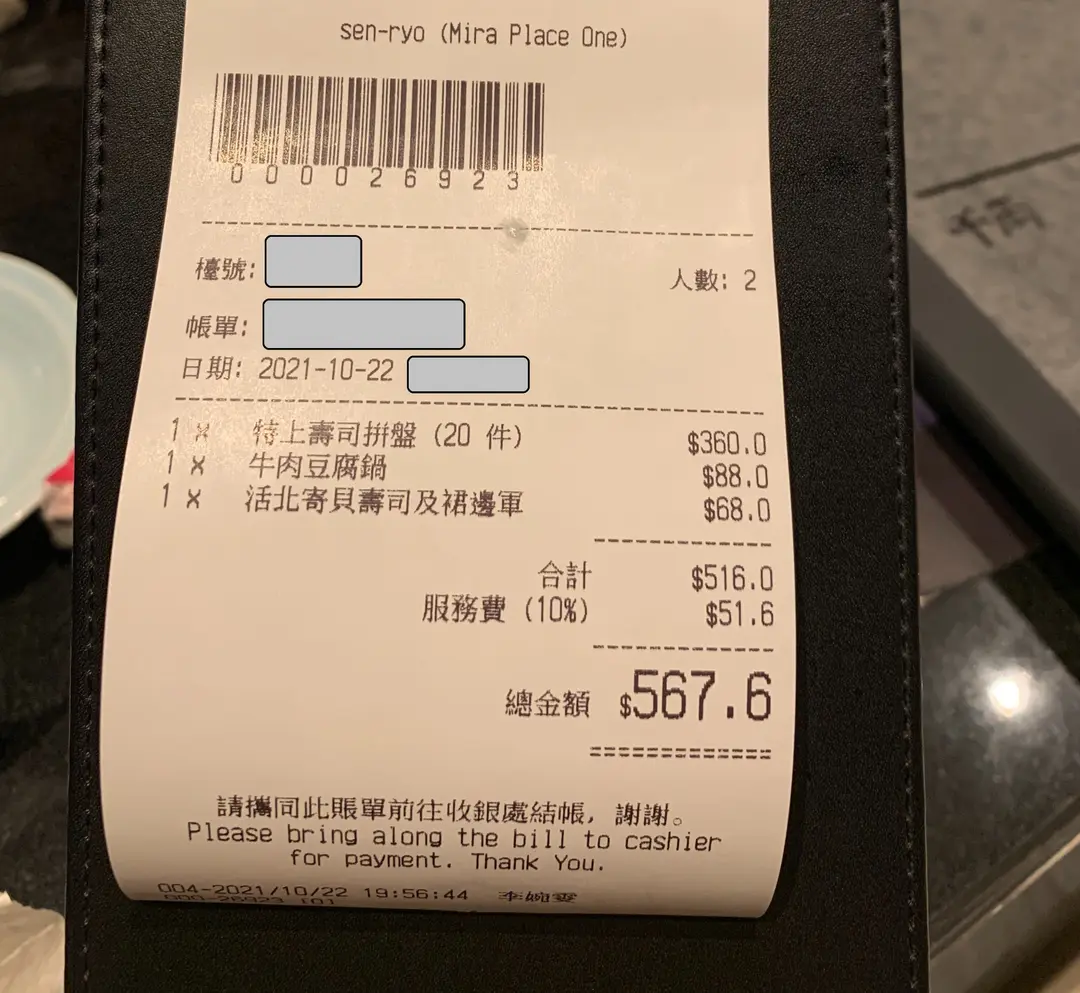 sen-ryo (Mira Place One)
000026923
檯號:
人數: 2
帳單:
日期: 2021-10-22
1 x 特上壽司拼盤 (20 件) $360.0
1 x 牛肉豆腐鍋 $88.0
1 x 活北寄貝壽司及裙邊軍 $68.0
合計 $516.0
服務費 (10%) $51.6
總金額 $567.6
請攜同此賬單前往收銀處結帳, 謝謝。
Please bring along the bill to cashier
for payment. Thank You.
004-2021/10/22 19:56:44 李婉雲
千両